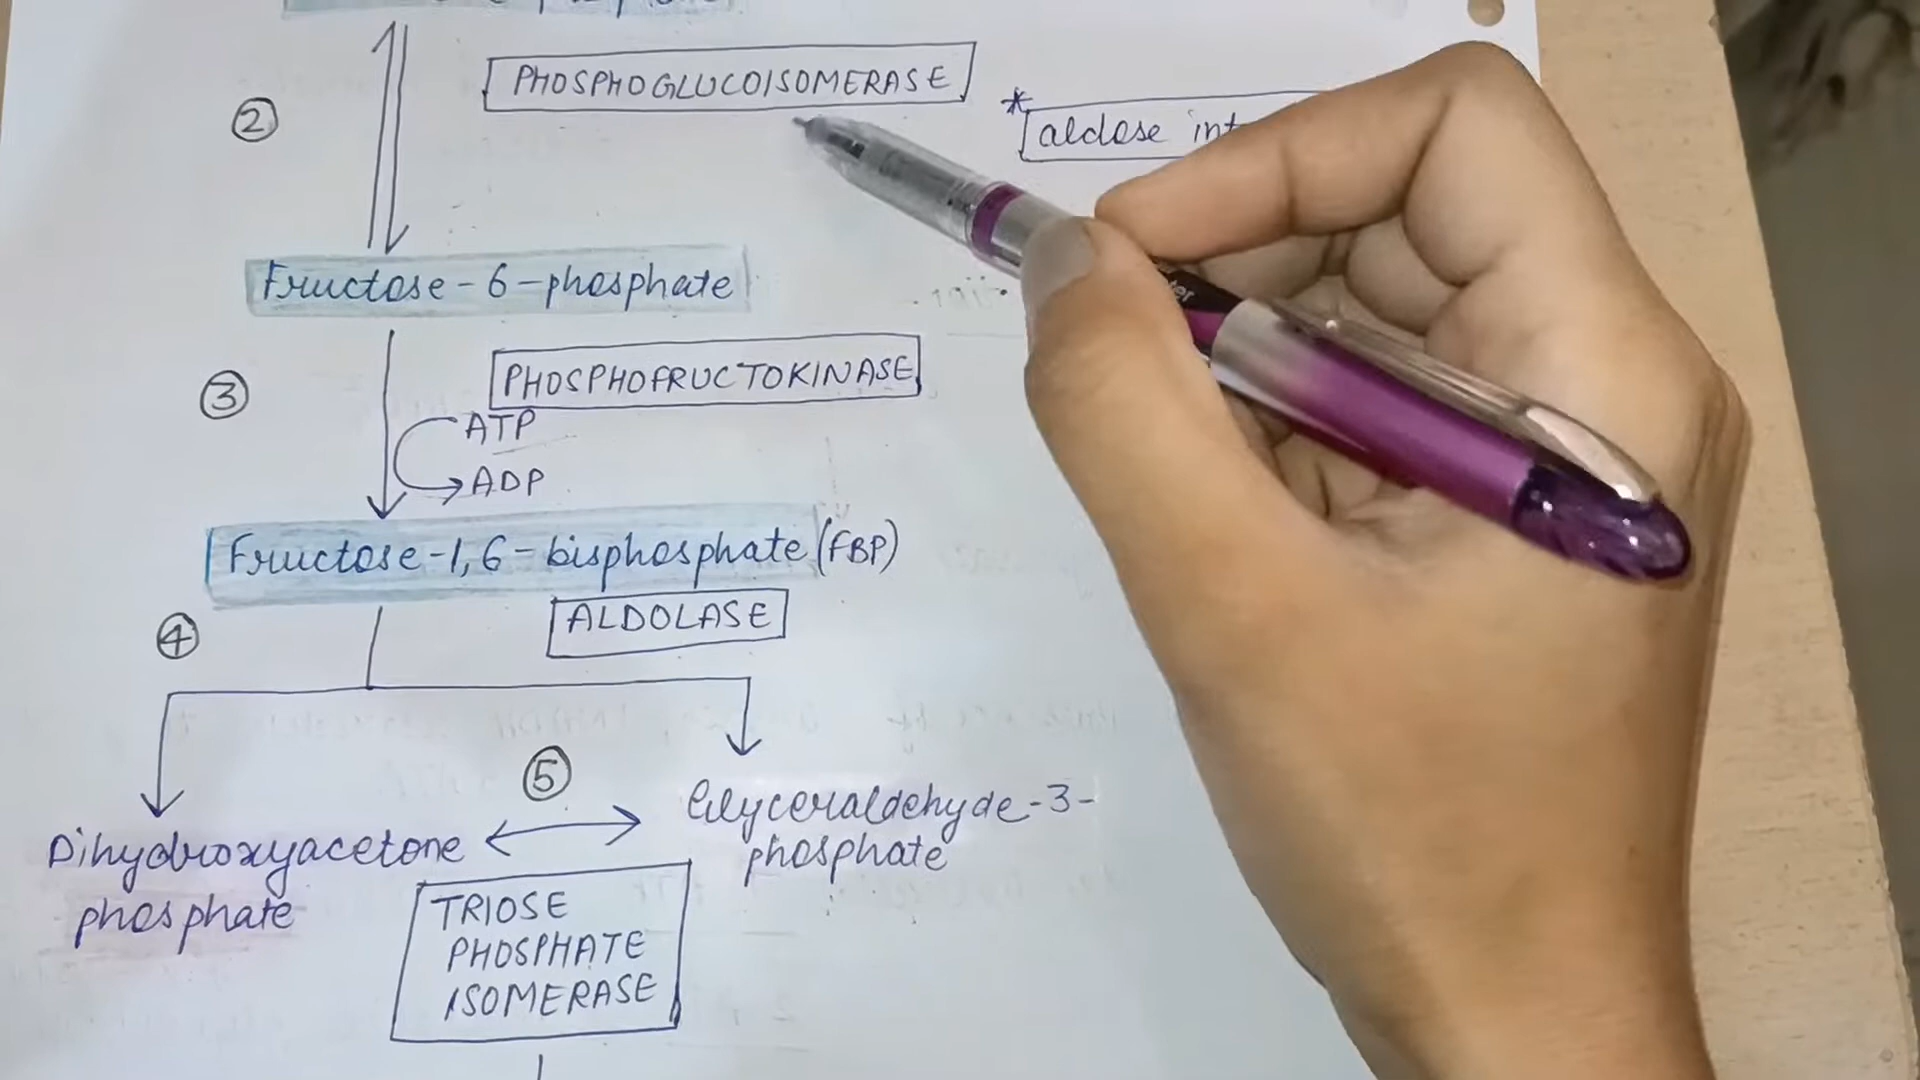 ②
PHOSPHOGLUCOISOMERASE
* aldose
Fructose-6-phosphate
③
PHOSPHOFRUCTOKINASE
ATP
ADP
Fructose-1,6-bisphosphate (FBP)
ALDOLASE
④
⑤
Glyceraldehyde-3-
phosphate
Dihydroxyacetone
phosphate
TRIOSE
PHOSPHATE
ISOMERASE